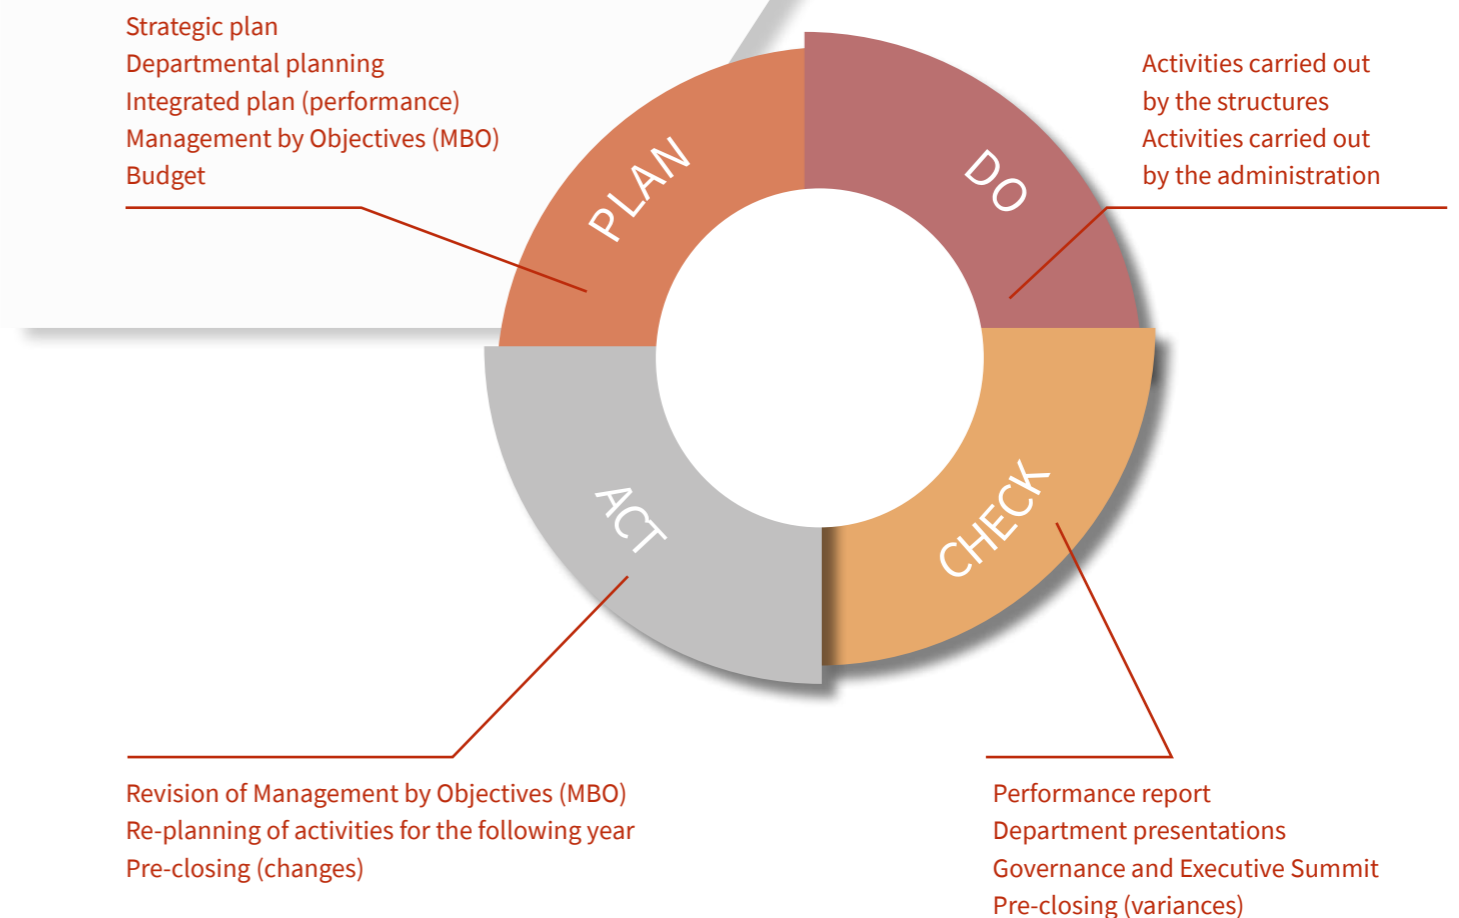 Strategic plan
Departmental planning
Integrated plan (performance)
Management by Objectives (MBO)
Budget
PLAN
DO
Activities carried out
by the structures
Activities carried out
by the administration
ACT
CHECK
Revision of Management by Objectives (MBO)
Re-planning of activities for the following year
Pre-closing (changes)
Performance report
Department presentations
Governance and Executive Summit
Pre-closing (variances)